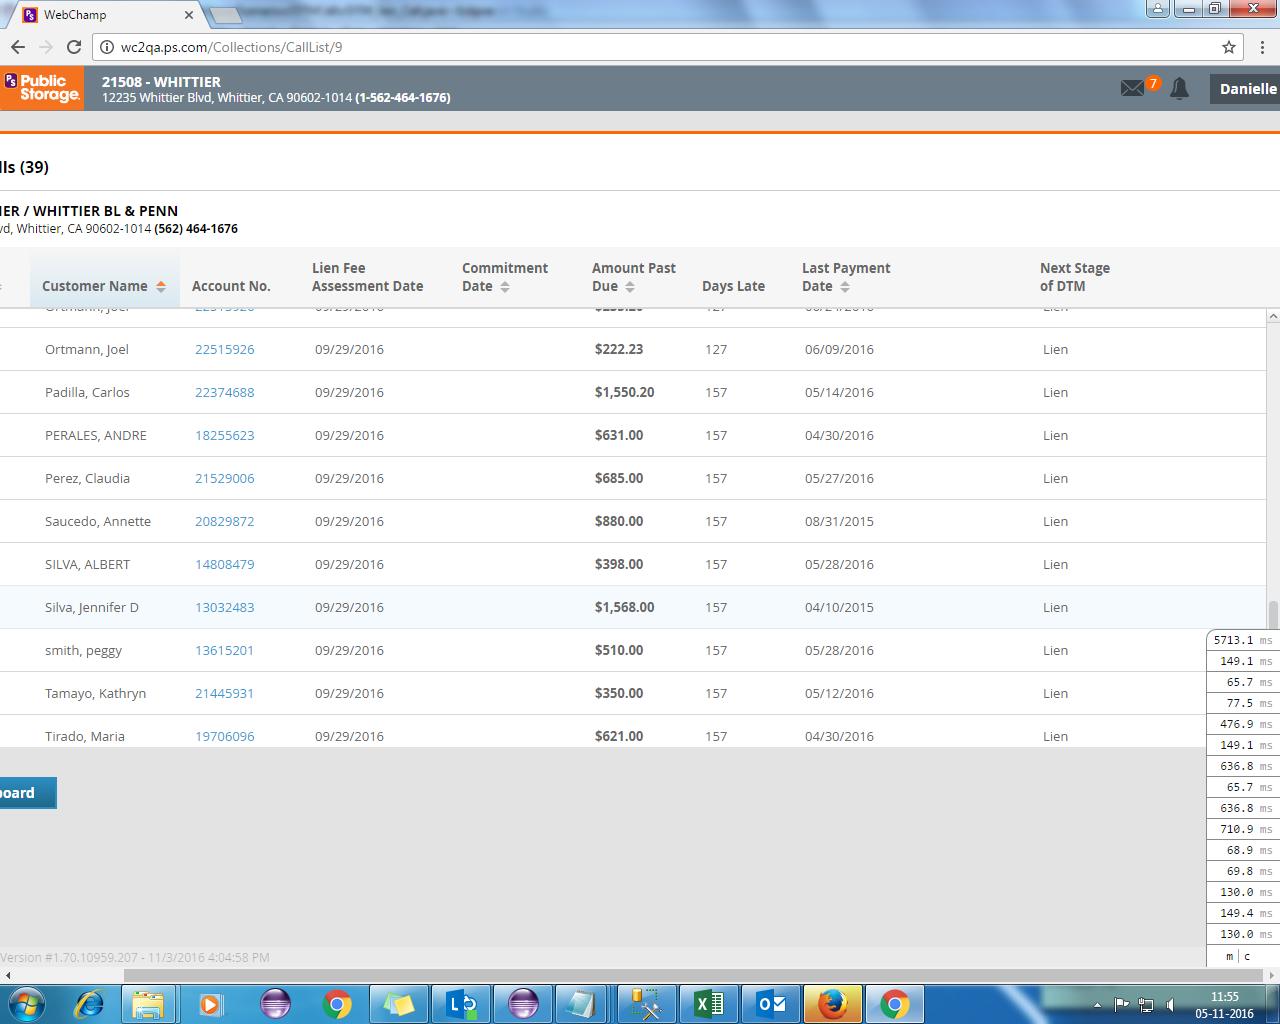 WebChamp
wc2qa.ps.com/Collections/CallList/9
PS Public Storage.
21508 - WHITTIER
12235 Whittier Blvd, Whittier, CA 90602-1014 (1-562-464-1676)
7
Danielle
lls (39)
IER / WHITTIER BL & PENN
vd, Whittier, CA 90602-1014 (562) 464-1676
Customer Name Account No. Lien Fee Assessment Date Commitment Date Amount Past Due Days Late Last Payment Date Next Stage of DTM
Ortmann, Joel 22515926 09/29/2016 $222.23 127 06/09/2016 Lien
Padilla, Carlos 22374688 09/29/2016 $1,550.20 157 05/14/2016 Lien
PERALES, ANDRE 18255623 09/29/2016 $631.00 157 04/30/2016 Lien
Perez, Claudia 21529006 09/29/2016 $685.00 157 05/27/2016 Lien
Saucedo, Annette 20829872 09/29/2016 $880.00 157 08/31/2015 Lien
SILVA, ALBERT 14808479 09/29/2016 $398.00 157 05/28/2016 Lien
Silva, Jennifer D 13032483 09/29/2016 $1,568.00 157 04/10/2015 Lien
smith, peggy 13615201 09/29/2016 $510.00 157 05/28/2016 Lien
Tamayo, Kathryn 21445931 09/29/2016 $350.00 157 05/12/2016 Lien
Tirado, Maria 19706096 09/29/2016 $621.00 157 04/30/2016 Lien
5713.1 ms
149.1 ms
65.7 ms
77.5 ms
476.9 ms
149.1 ms
636.8 ms
65.7 ms
636.8 ms
710.9 ms
68.9 ms
69.8 ms
130.0 ms
149.4 ms
130.0 ms
m | c
board
Version #1.70.10959.207 - 11/3/2016 4:04:58 PM
11:55
05-11-2016